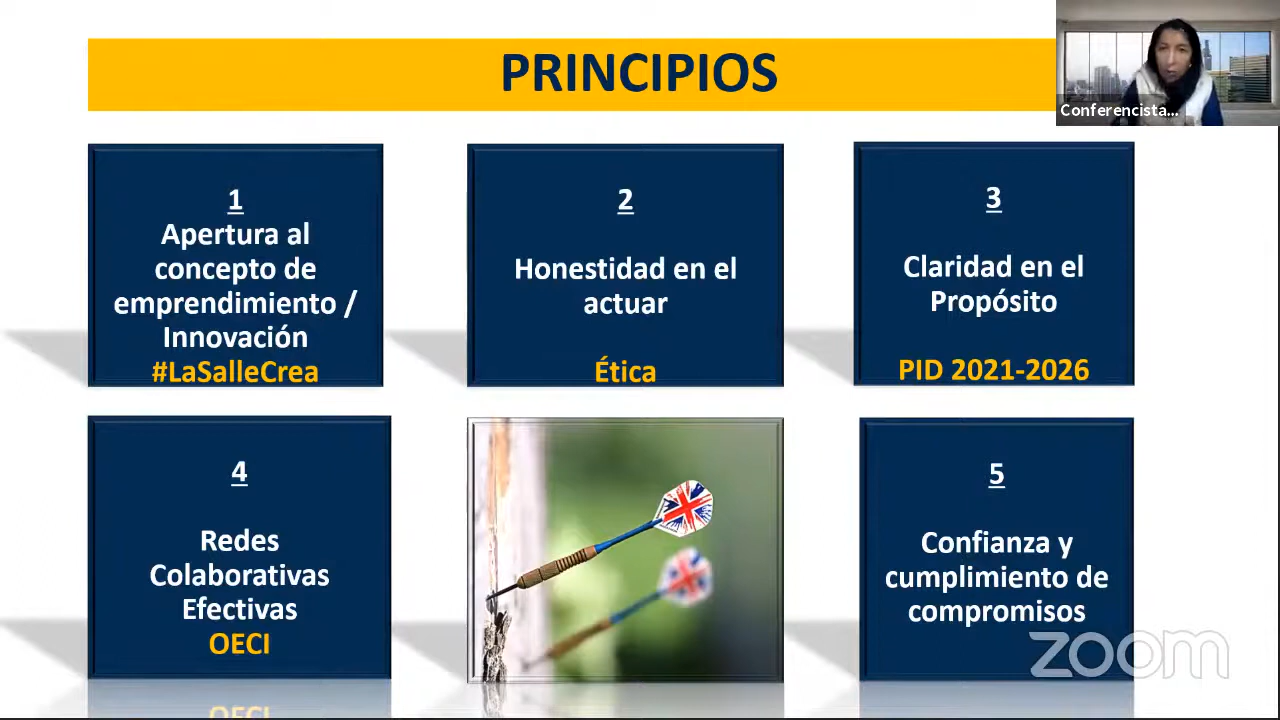 PRINCIPIOS
Conferencista...
1
Apertura al
concepto de
emprendimiento /
Innovación
#LaSalleCrea
2
Honestidad en el
actuar
Ética
3
Claridad en el
Propósito
PID 2021-2026
4
Redes
Colaborativas
Efectivas
OECI
5
Confianza y
cumplimiento de
compromisos
zoom
OECI